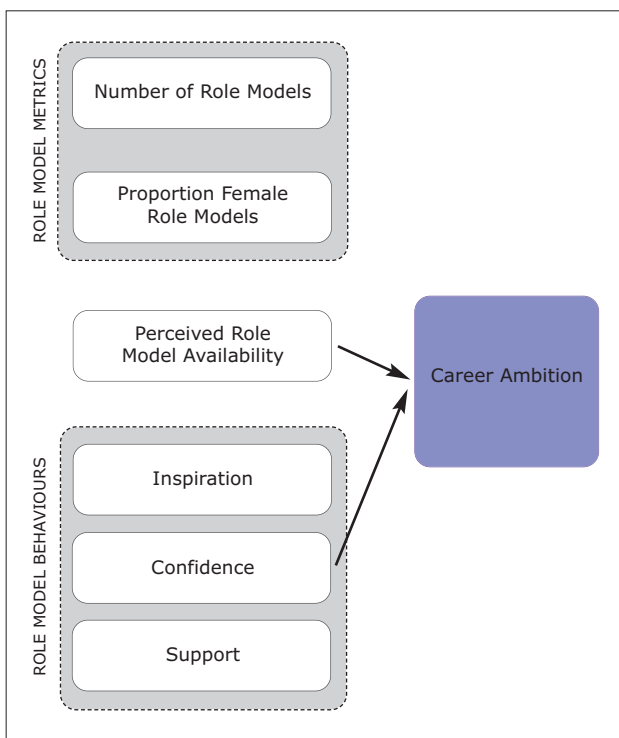 ROLE MODEL METRICS
Number of Role Models
Proportion Female
Role Models
Perceived Role
Model Availability
Career Ambition
ROLE MODEL BEHAVIOURS
Inspiration
Confidence
Support